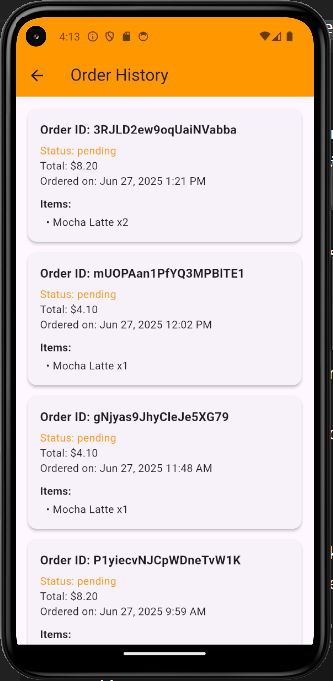 4:13
Order History
Order ID: 3RJLD2ew9oqUaiNVabba
Status: pending
Total: $8.20
Ordered on: Jun 27, 2025 1:21 PM
Items:
• Mocha Latte x2
Order ID: mUOPAan1PfYQ3MPBITE1
Status: pending
Total: $4.10
Ordered on: Jun 27, 2025 12:02 PM
Items:
• Mocha Latte x1
Order ID: gNjyas9JhyCIeJe5XG79
Status: pending
Total: $4.10
Ordered on: Jun 27, 2025 11:48 AM
Items:
• Mocha Latte x1
Order ID: P1yiecvNJCpWDneTvW1K
Status: pending
Total: $8.20
Ordered on: Jun 27, 2025 9:59 AM
Items: